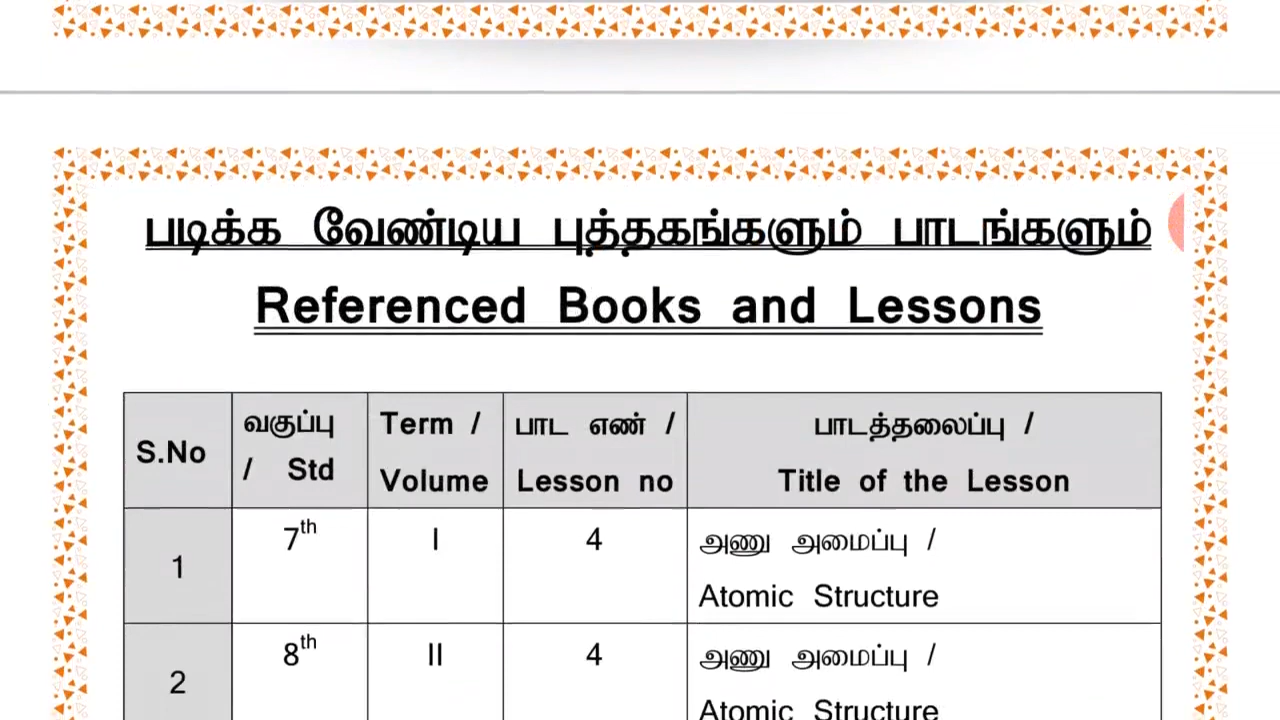 படிக்க வேண்டிய புத்தகங்களும் பாடங்களும்
Referenced Books and Lessons
S.No
வகுப்பு
/ Std
Term /
Volume
பாட எண் /
Lesson no
பாடத்தலைப்பு /
Title of the Lesson
1
7th
I
4
அணு அமைப்பு /
Atomic Structure
2
8th
II
4
அணு அமைப்பு /
Atomic Structure